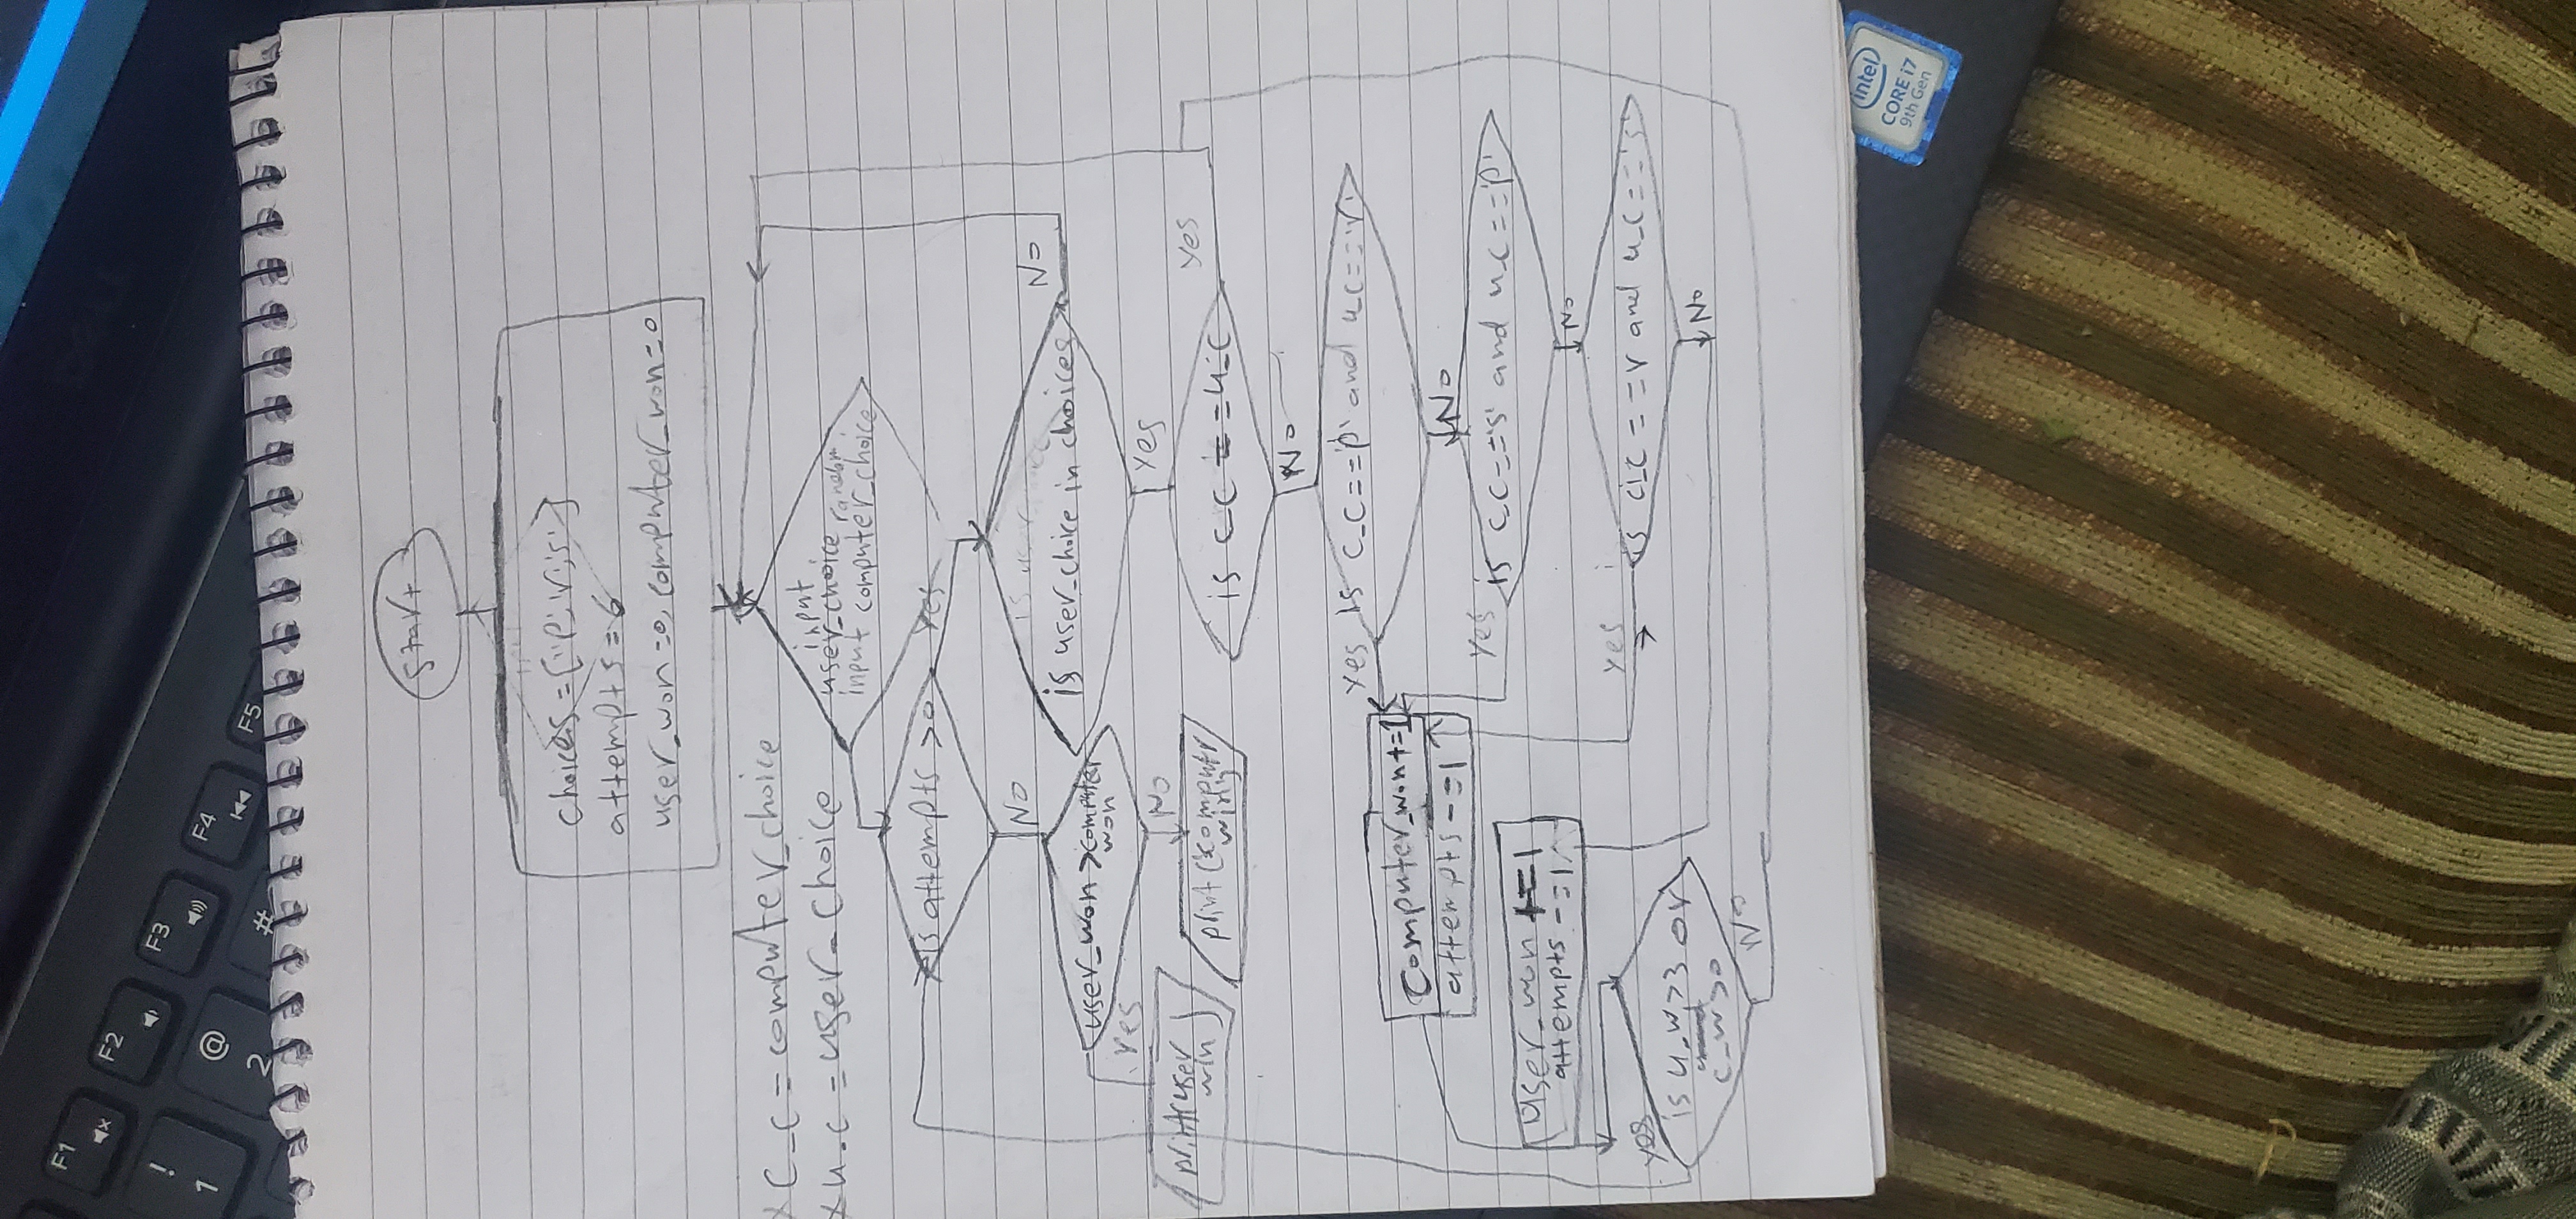 F1
F2
F3
F4
F5
!
1
@
2
#
start
choices = ['p','r','s']
attempts = 6
user_won = 0, computer_won = 0
x c_c = computer_choice
x u.c = user_choice
input
user_choice random
input computer_choice
is attempts > 0
Yes
No
is user_choice in choices
No
user_won > computer
won
Yes
Yes
No
print(user
win)
print(computr
win)
is c_c == u_c
yes
No
yes is c_c == 'p' and u_c == 'r'
Computer_won += 1
attempts -= 1
No
Yes is c_c == 's' and u_c == 'p'
user_won += 1
attempts -= 1
No
yes
is c_c == r and u_c == 's'
yes
is u_w > 3 or
c_w > 0
No
No
intel
CORE i7
9th Gen